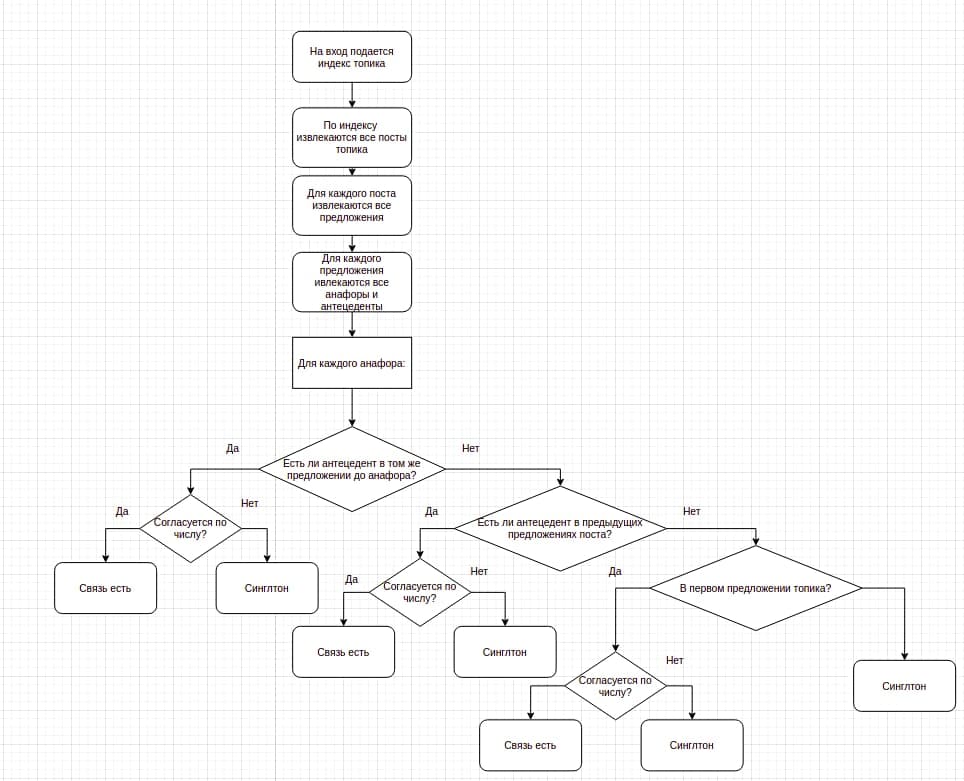 На вход подается
индекс топика
По индексу
извлекаются все посты
топика
Для каждого поста
извлекаются все
предложения
Для каждого
предложения
ивлекаются все
анафоры и
антецеденты
Для каждого анафора:
Да
Нет
Есть ли антецедент в том же
предложении до анафора?
Да
Нет
Согласуется по
числу?
Да
Нет
Есть ли антецедент в предыдущих
предложениях поста?
Связь есть
Синглтон
Да
Нет
Согласуется по
числу?
Да
В первом предложении топика?
Связь есть
Синглтон
Нет
Согласуется по
числу?
Синглтон
Связь есть
Синглтон